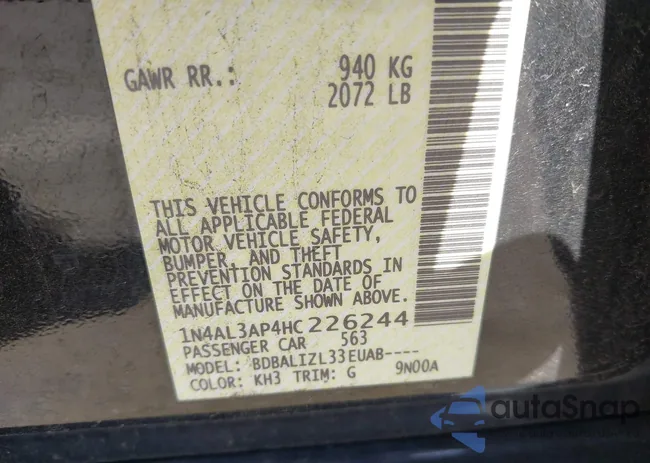 GAWR RR.: 940 KG
2072 LB
THIS VEHICLE CONFORMS TO
ALL APPLICABLE FEDERAL
MOTOR VEHICLE SAFETY,
BUMPER, AND THEFT
PREVENTION STANDARDS IN
EFFECT ON THE DATE OF
MANUFACTURE SHOWN ABOVE.
1N4AL3AP4HC226244
PASSENGER CAR 563
MODEL: BDBALIZL33EUAB----
COLOR: KH3 TRIM: G 9N00A
autoSnap